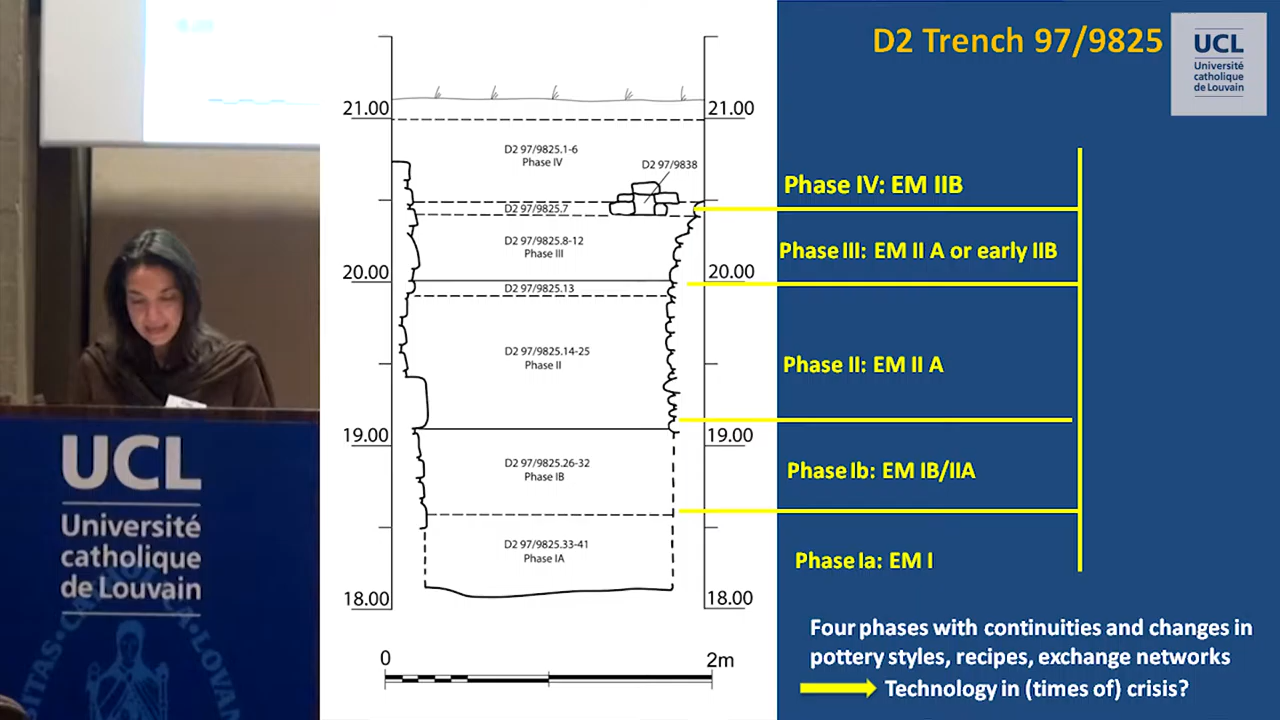 D2 Trench 97/9825
UCL
Université
catholique
de Louvain
21.00
21.00
D2 97/9825.1-6
Phase IV
D2 97/9838
D2 97/9825.7
D2 97/9825.8-12
Phase III
20.00
20.00
D2 97/9825.13
D2 97/9825.14-25
Phase II
19.00
19.00
D2 97/9825.26-32
Phase IB
D2 97/9825.33-41
Phase IA
18.00
18.00
0
2m
Phase IV: EM IIB
Phase III: EM II A or early IIB
Phase II: EM II A
Phase Ib: EM IB/IIA
Phase Ia: EM I
Four phases with continuities and changes in
pottery styles, recipes, exchange networks
Technology in (times of) crisis?
UCL
Université
catholique
de Louvain